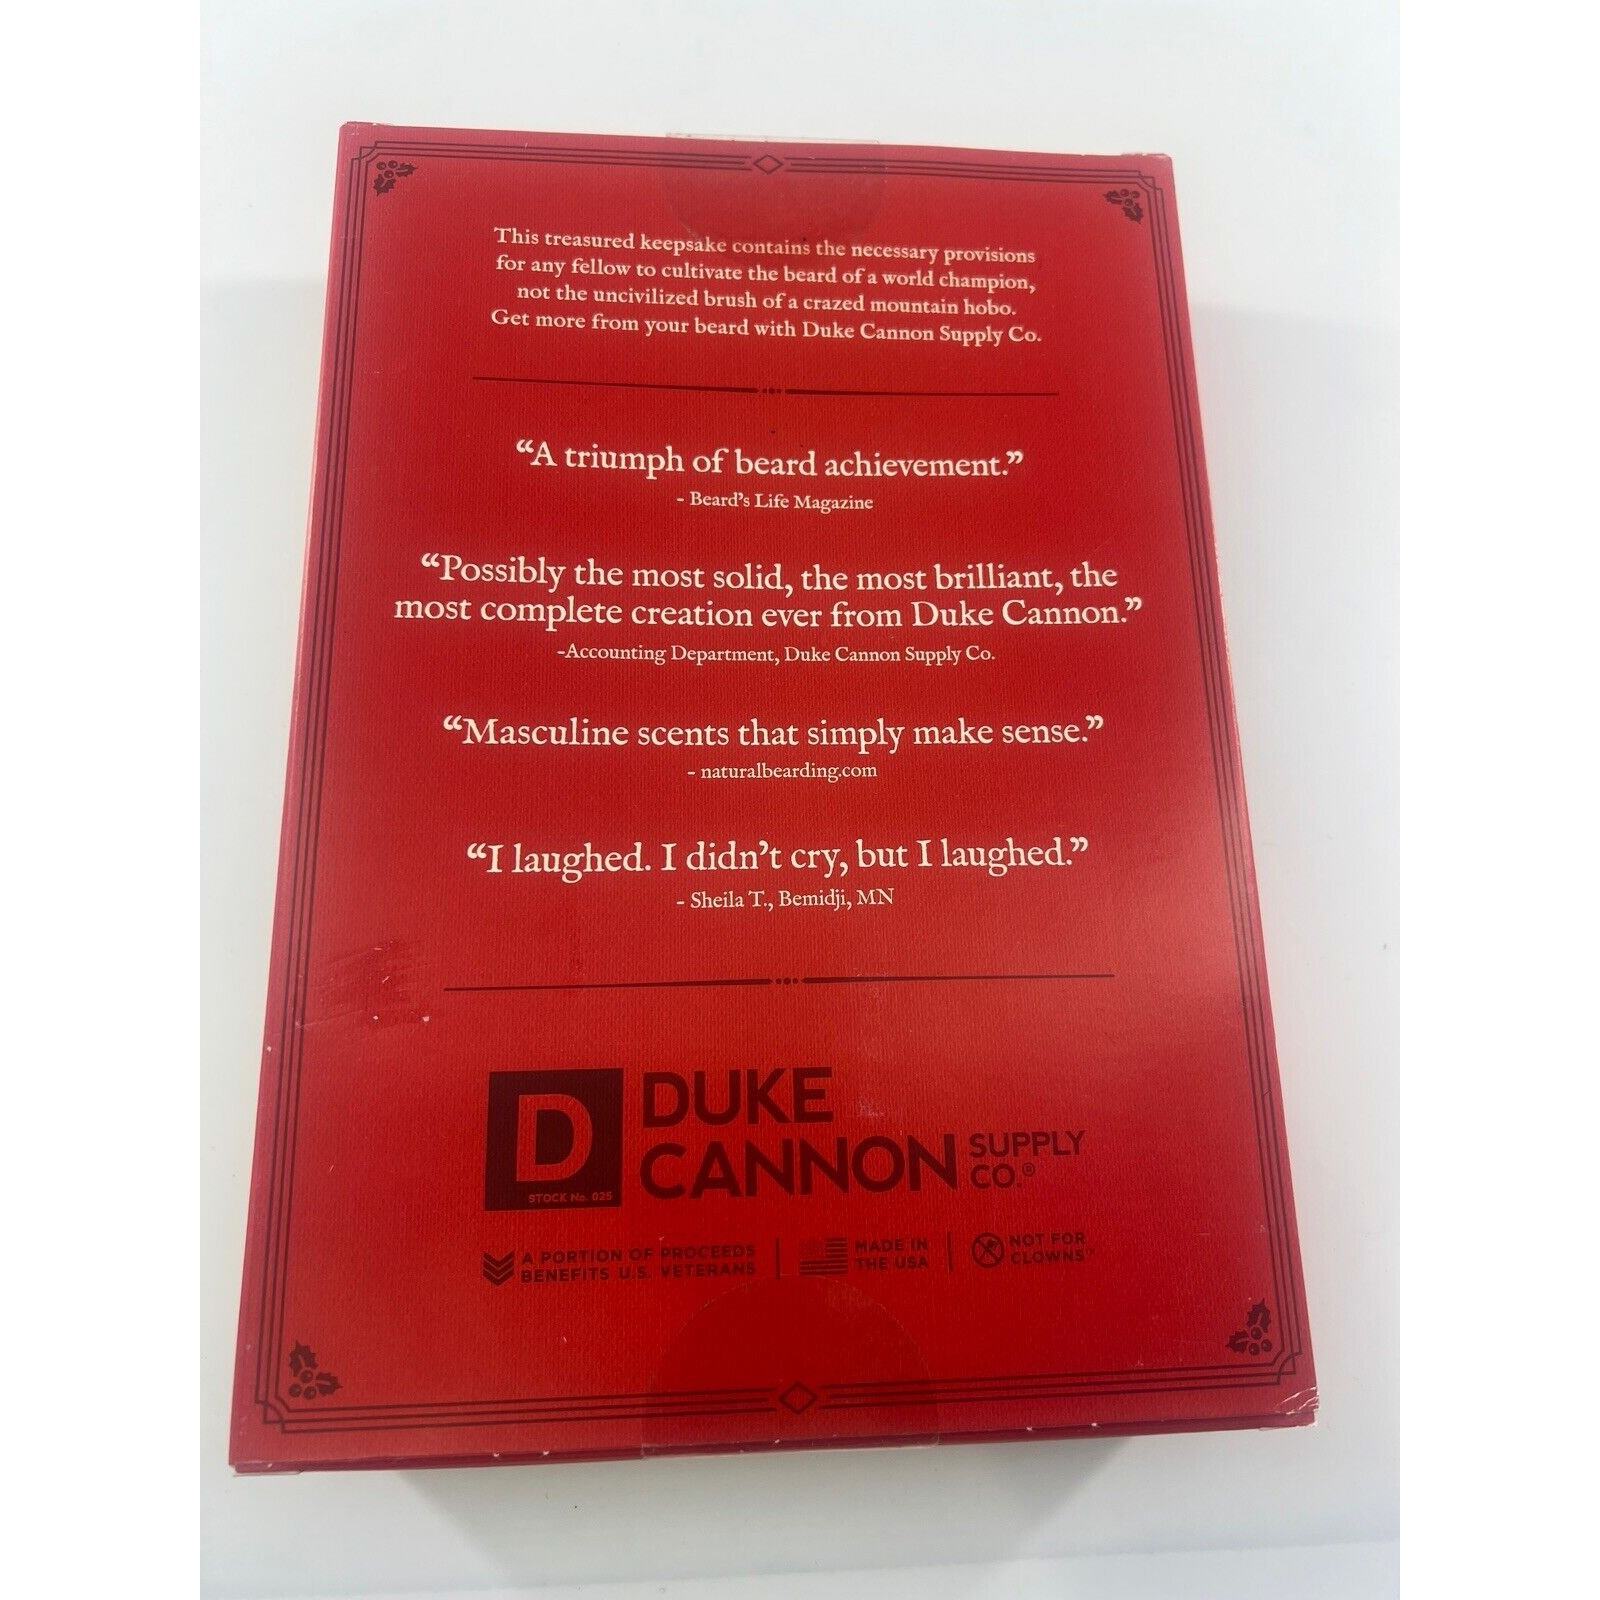 This treasured keepsake contains the necessary provisions
for any fellow to cultivate the beard of a world champion,
not the uncivilized brush of a crazed mountain hobo.
Get more from your beard with Duke Cannon Supply Co.
“A triumph of beard achievement.”
- Beard's Life Magazine
“Possibly the most solid, the most brilliant, the
most complete creation ever from Duke Cannon.”
-Accounting Department, Duke Cannon Supply Co.
“Masculine scents that simply make sense.”
- naturalbearding.com
“I laughed. I didn't cry, but I laughed.”
- Sheila T., Bemidji, MN
D
STOCK No. 025
DUKE
CANNON
SUPPLY
CO.®
A PORTION OF PROCEEDS
BENEFITS U.S. VETERANS
MADE IN
THE USA
NOT FOR
CLOWNS™